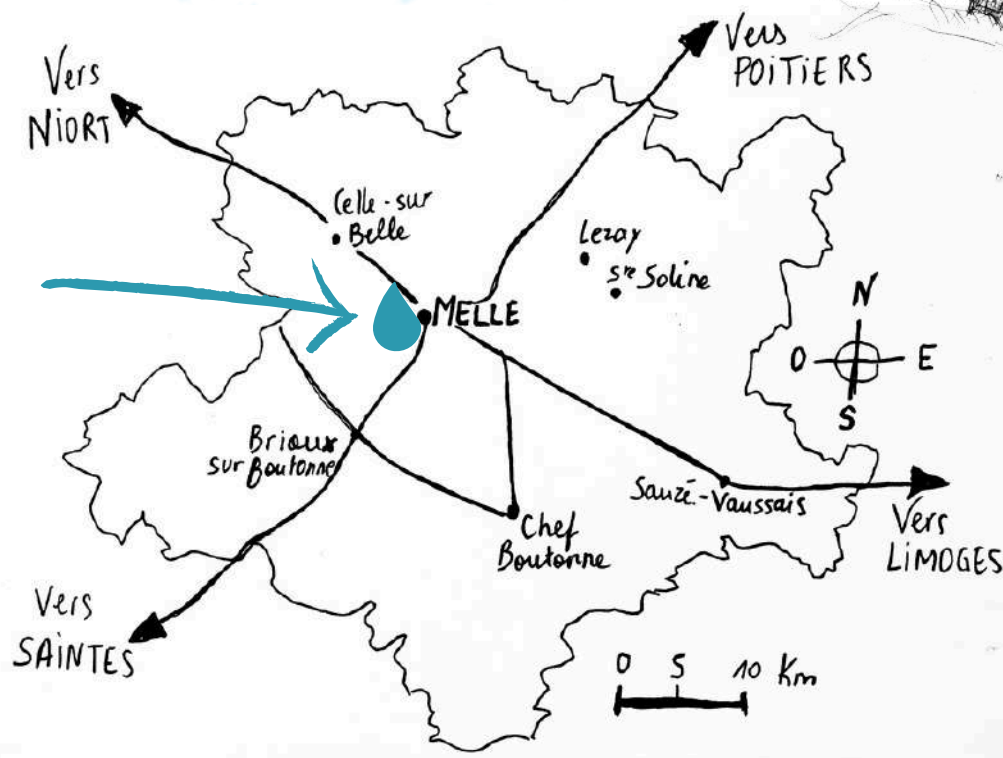 Vers
NIORT
Vers
POITIERS
Celle-sur
Belle
Lezay
Ste Soline
MELLE
N
O
E
S
Brioux
sur Boutonne
Sauzé-Vaussais
Chef
Boutonne
Vers
LIMOGES
Vers
SAINTES
0 5 10 Km